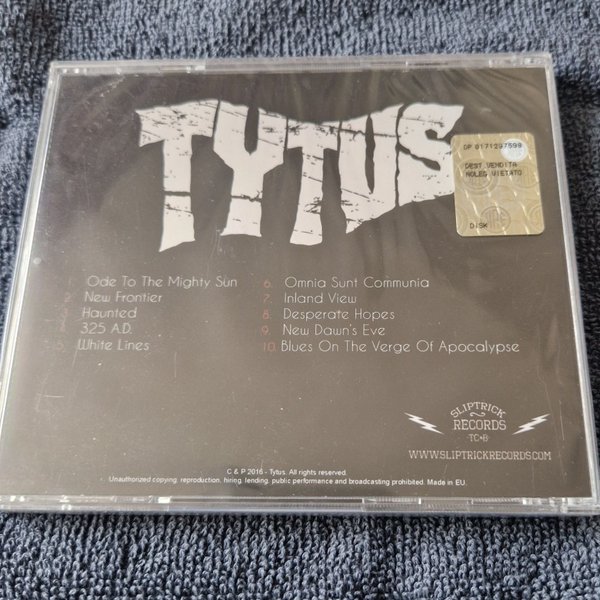 TYTUS
DP 0171297599
DEST.VENDITA
NOLEG.VIETATO
DISK
1. Ode To The Mighty Sun
2. New Frontier
3. Haunted
4. 325 A.D.
5. White Lines
6. Omnia Sunt Communia
7. Inland View
8. Desperate Hopes
9. New Dawn's Eve
10. Blues On The Verge Of Apocalypse
SLIPTRICK
RECORDS
WWW.SLIPTRICKRECORDS.COM
C & P 2016 - Tytus. All rights reserved.
Unauthorized copying, reproduction, hiring, lending, public performance and broadcasting prohibited. Made in EU.